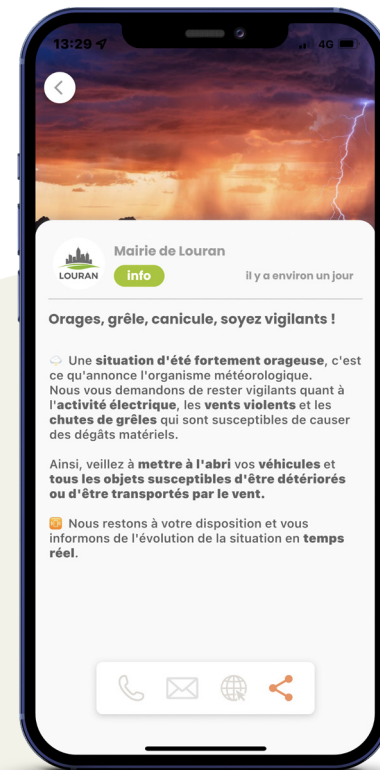 13:29
4G
Mairie de Louran
LOURAN
info
il y a environ un jour
Orages, grêle, canicule, soyez vigilants !
Une situation d'été fortement orageuse, c'est
ce qu'annonce l'organisme météorologique.
Nous vous demandons de rester vigilants quant à
l'activité électrique, les vents violents et les
chutes de grêles qui sont susceptibles de causer
des dégâts matériels.
Ainsi, veillez à mettre à l'abri vos véhicules et
tous les objets susceptibles d'être détériorés
ou d'être transportés par le vent.
Nous restons à votre disposition et vous
informons de l'évolution de la situation en temps
réel.